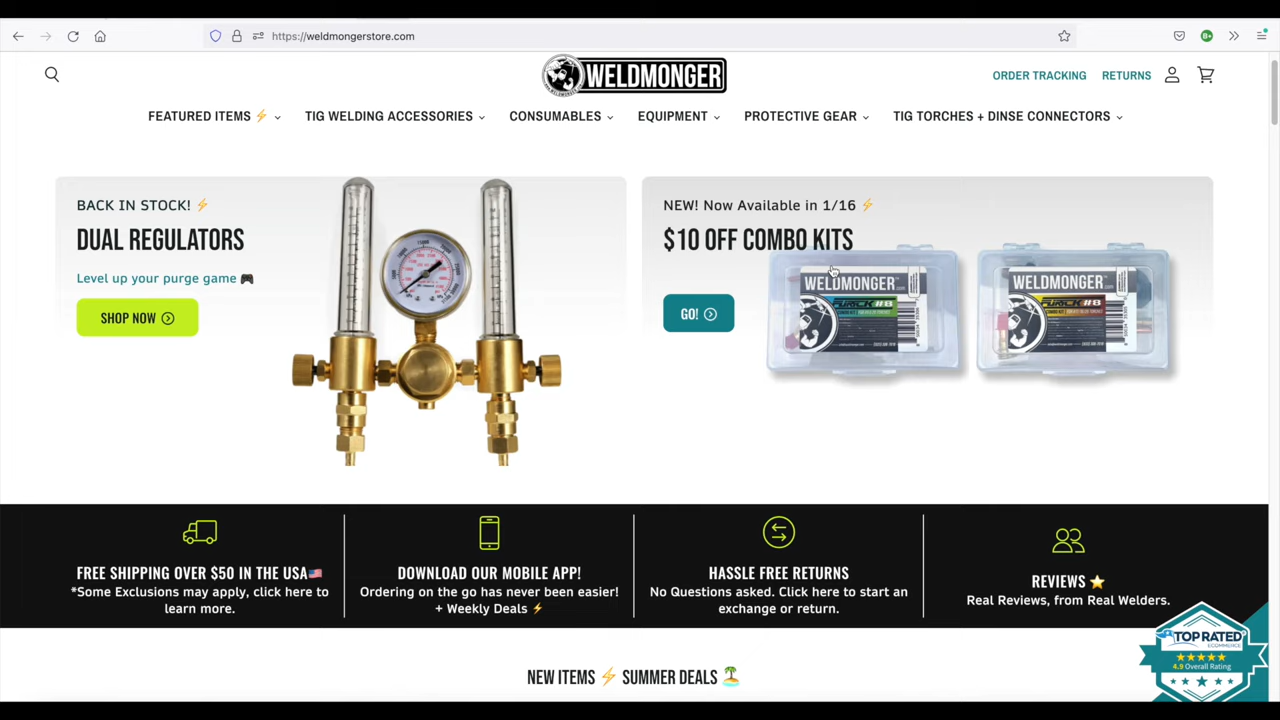 https://weldmongerstore.com
WELDMONGER
ORDER TRACKING
RETURNS
FEATURED ITEMS ⚡
TIG WELDING ACCESSORIES
CONSUMABLES
EQUIPMENT
PROTECTIVE GEAR
TIG TORCHES + DINSE CONNECTORS
BACK IN STOCK! ⚡
DUAL REGULATORS
Level up your purge game 🎮
SHOP NOW
NEW! Now Available in 1/16 ⚡
$10 OFF COMBO KITS
GO!
WELDMONGER
FURICK #8
WELDMONGER
FURICK #8
FREE SHIPPING OVER $50 IN THE USA🇺🇸
*Some Exclusions may apply, click here to
learn more.
DOWNLOAD OUR MOBILE APP!
Ordering on the go has never been easier!
+ Weekly Deals ⚡
HASSLE FREE RETURNS
No Questions asked. Click here to start an
exchange or return.
REVIEWS ⭐
Real Reviews, from Real Welders.
TOP RATED
ECOMMERCE
4.9 Overall Rating
NEW ITEMS ⚡ SUMMER DEALS 🏝️